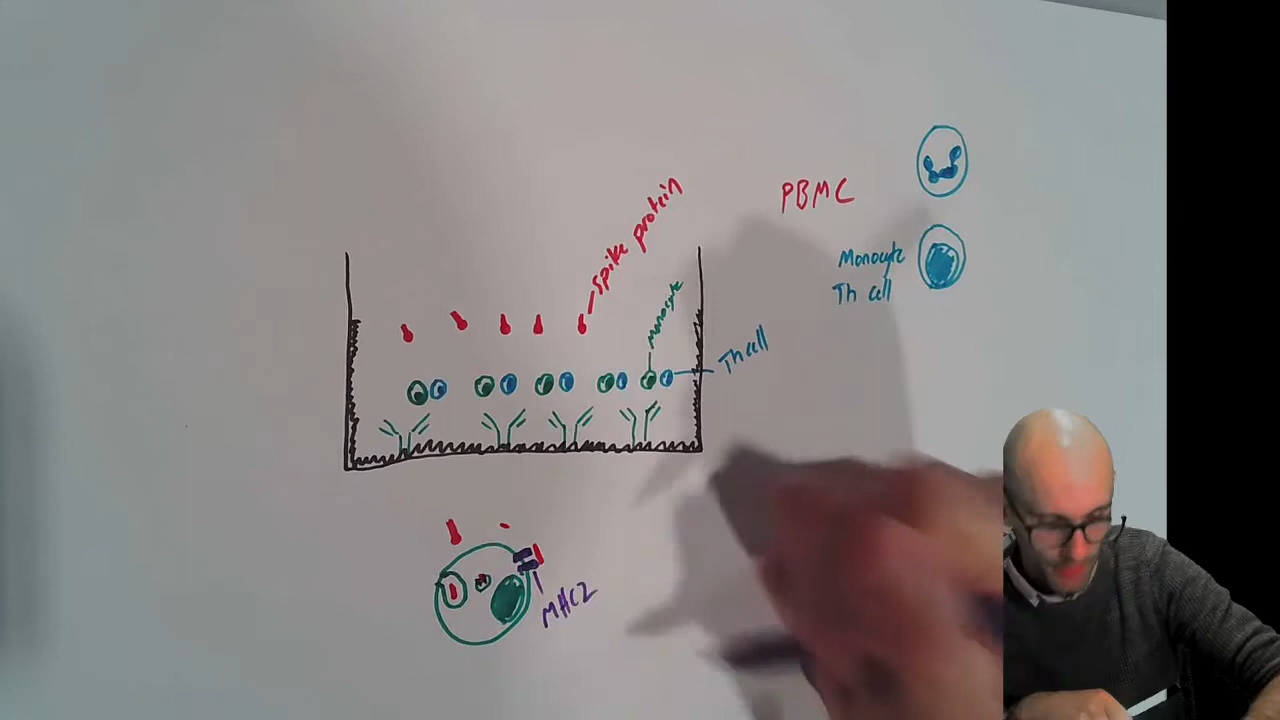 PBMC
Spike protein
Monocyte
Th cell
monocyte
Th cell
MHC2